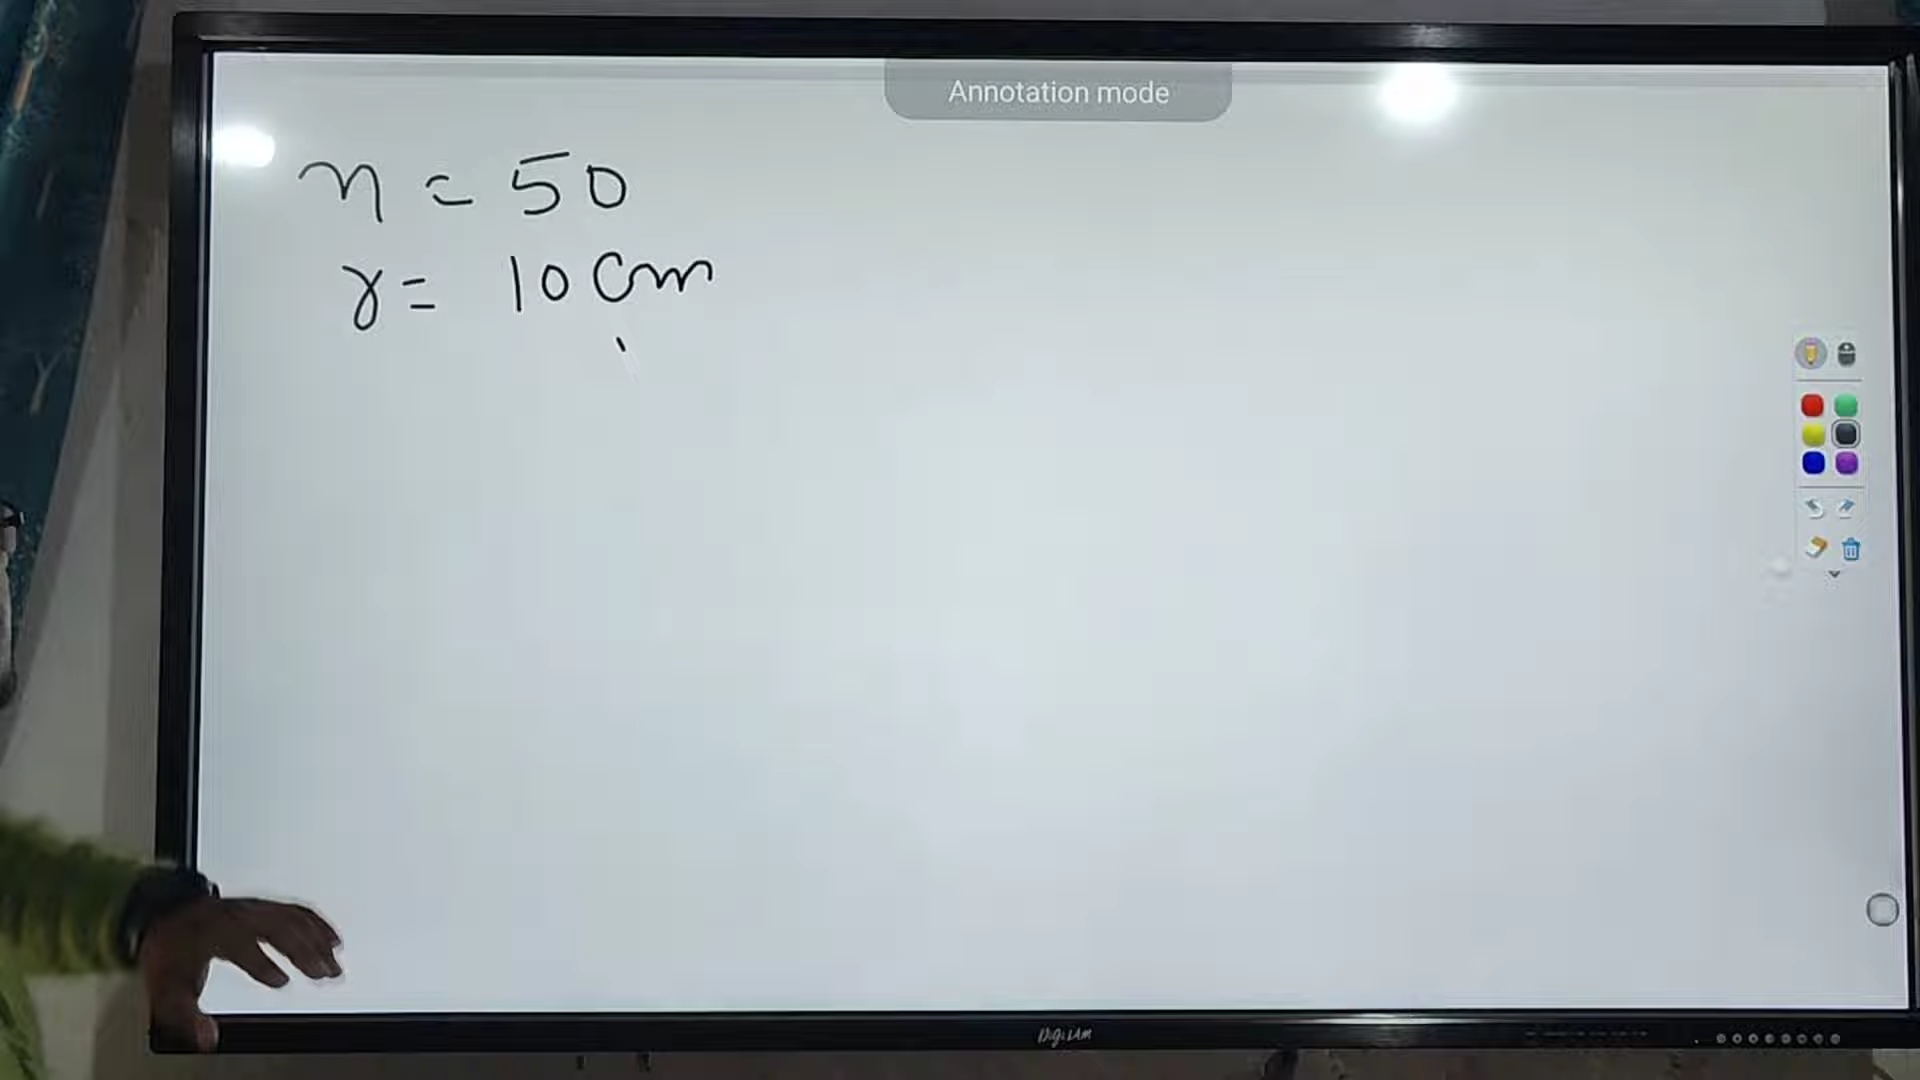 Annotation mode
n = 50
r = 10 cm